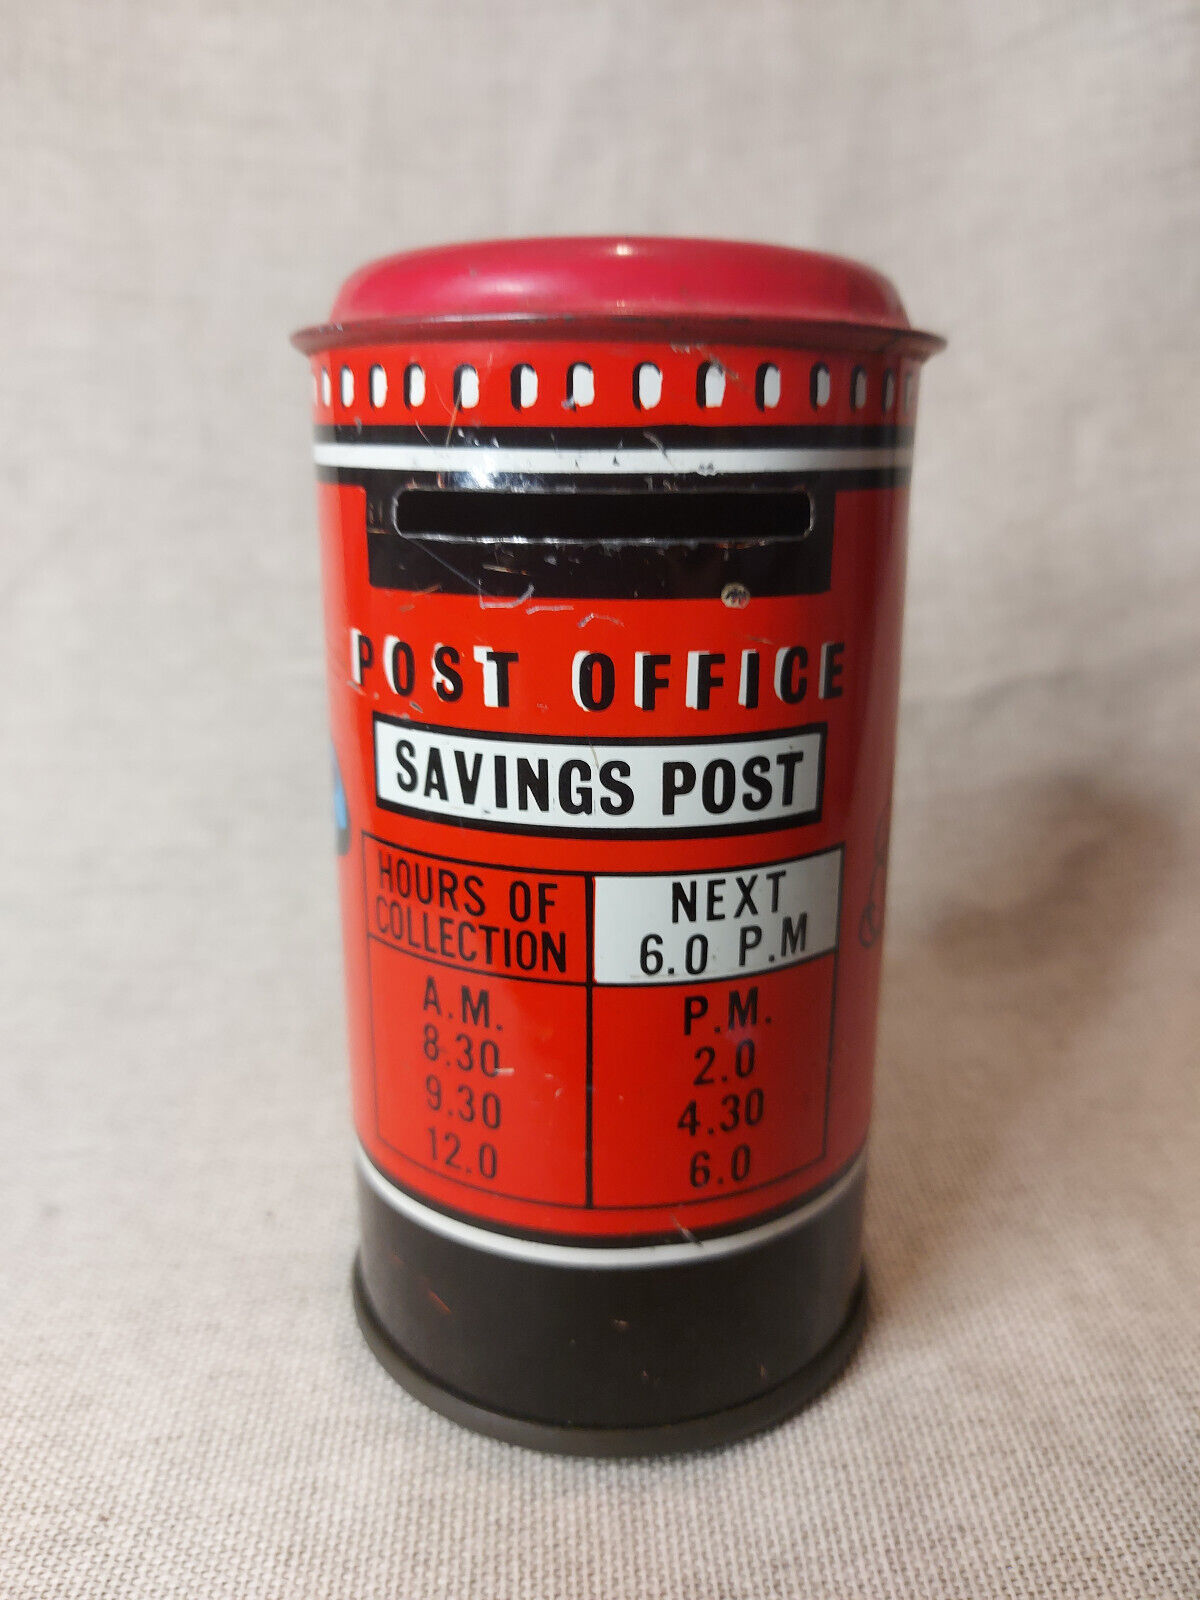 POST OFFICE
SAVINGS POST
HOURS OF
COLLECTION
A.M.
8.30
9.30
12.0
NEXT
6.0 P.M
P.M.
2.0
4.30
6.0